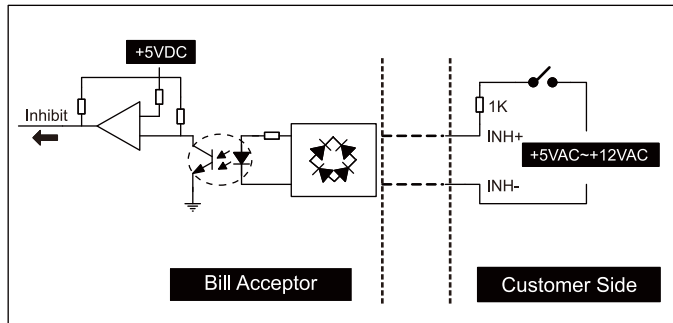 +5VDC
Inhibit
1K
INH+
+5VAC~+12VAC
INH-
Bill Acceptor
Customer Side